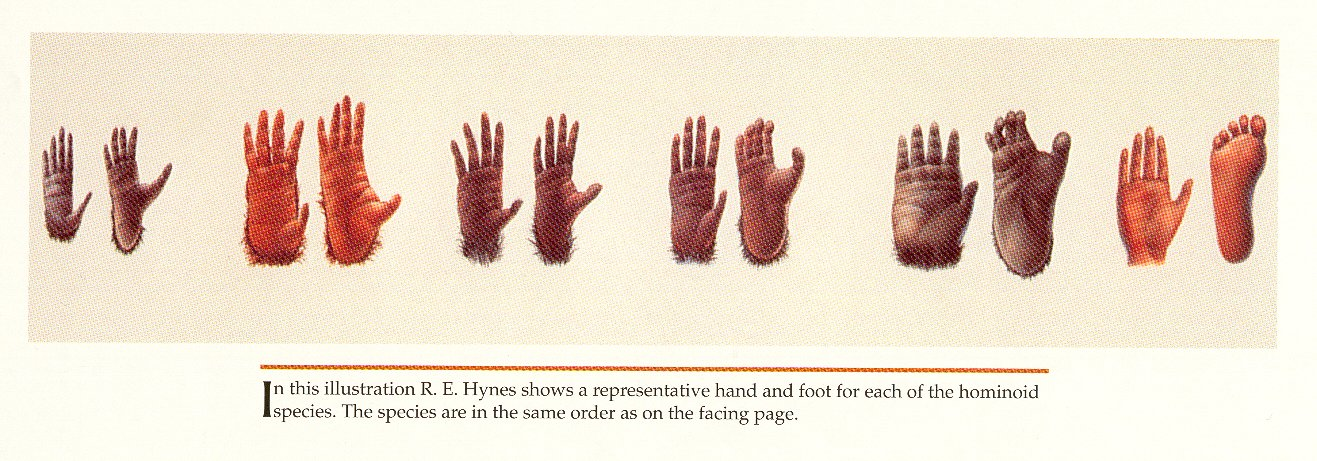 In this illustration R. E. Hynes shows a representative hand and foot for each of the hominoid
species. The species are in the same order as on the facing page.